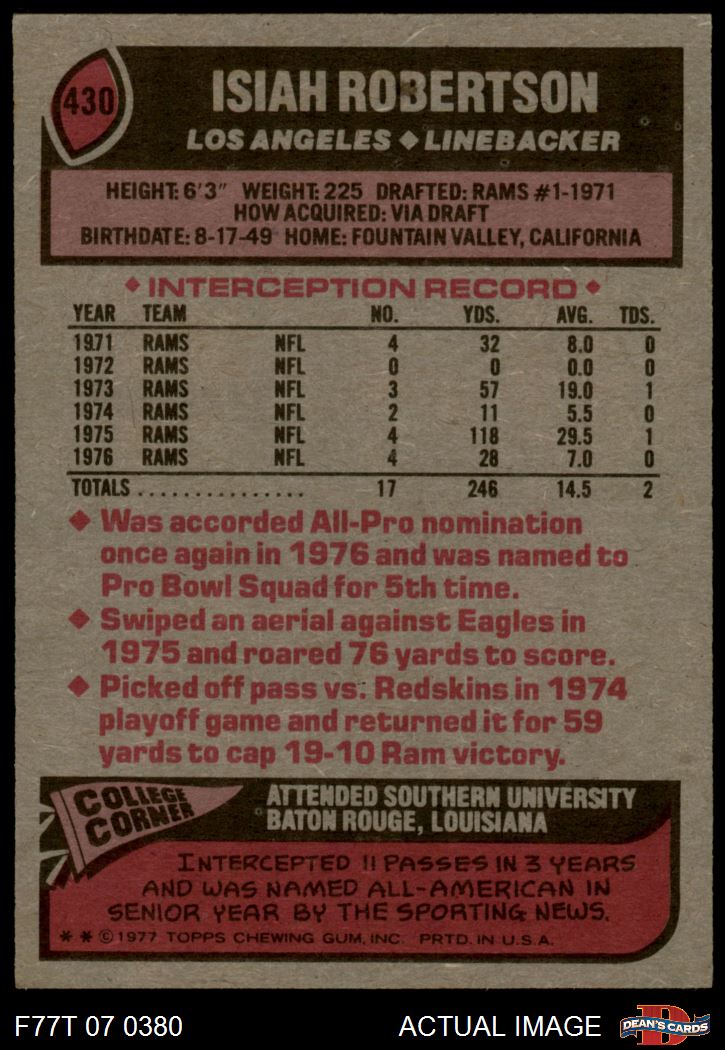 430
ISIAH ROBERTSON
LOS ANGELES ◆ LINEBACKER
HEIGHT: 6'3" WEIGHT: 225 DRAFTED: RAMS #1-1971
HOW ACQUIRED: VIA DRAFT
BIRTHDATE: 8-17-49 HOME: FOUNTAIN VALLEY, CALIFORNIA
◆ INTERCEPTION RECORD ◆
YEAR TEAM NO. YDS. AVG. TDS.
1971 RAMS NFL 4 32 8.0 0
1972 RAMS NFL 0 0 0.0 0
1973 RAMS NFL 3 57 19.0 1
1974 RAMS NFL 2 11 5.5 0
1975 RAMS NFL 4 118 29.5 1
1976 RAMS NFL 4 28 7.0 0
TOTALS ............... 17 246 14.5 2
◆ Was accorded All-Pro nomination
once again in 1976 and was named to
Pro Bowl Squad for 5th time.
◆ Swiped an aerial against Eagles in
1975 and roared 76 yards to score.
◆ Picked off pass vs. Redskins in 1974
playoff game and returned it for 59
yards to cap 19-10 Ram victory.
COLLEGE
CORNER
ATTENDED SOUTHERN UNIVERSITY
BATON ROUGE, LOUISIANA
INTERCEPTED 11 PASSES IN 3 YEARS
AND WAS NAMED ALL-AMERICAN IN
SENIOR YEAR BY THE SPORTING NEWS.
* * © 1977 TOPPS CHEWING GUM, INC. PRTD. IN U.S.A.
F77T 07 0380 ACTUAL IMAGE
D
DEAN'S CARDS